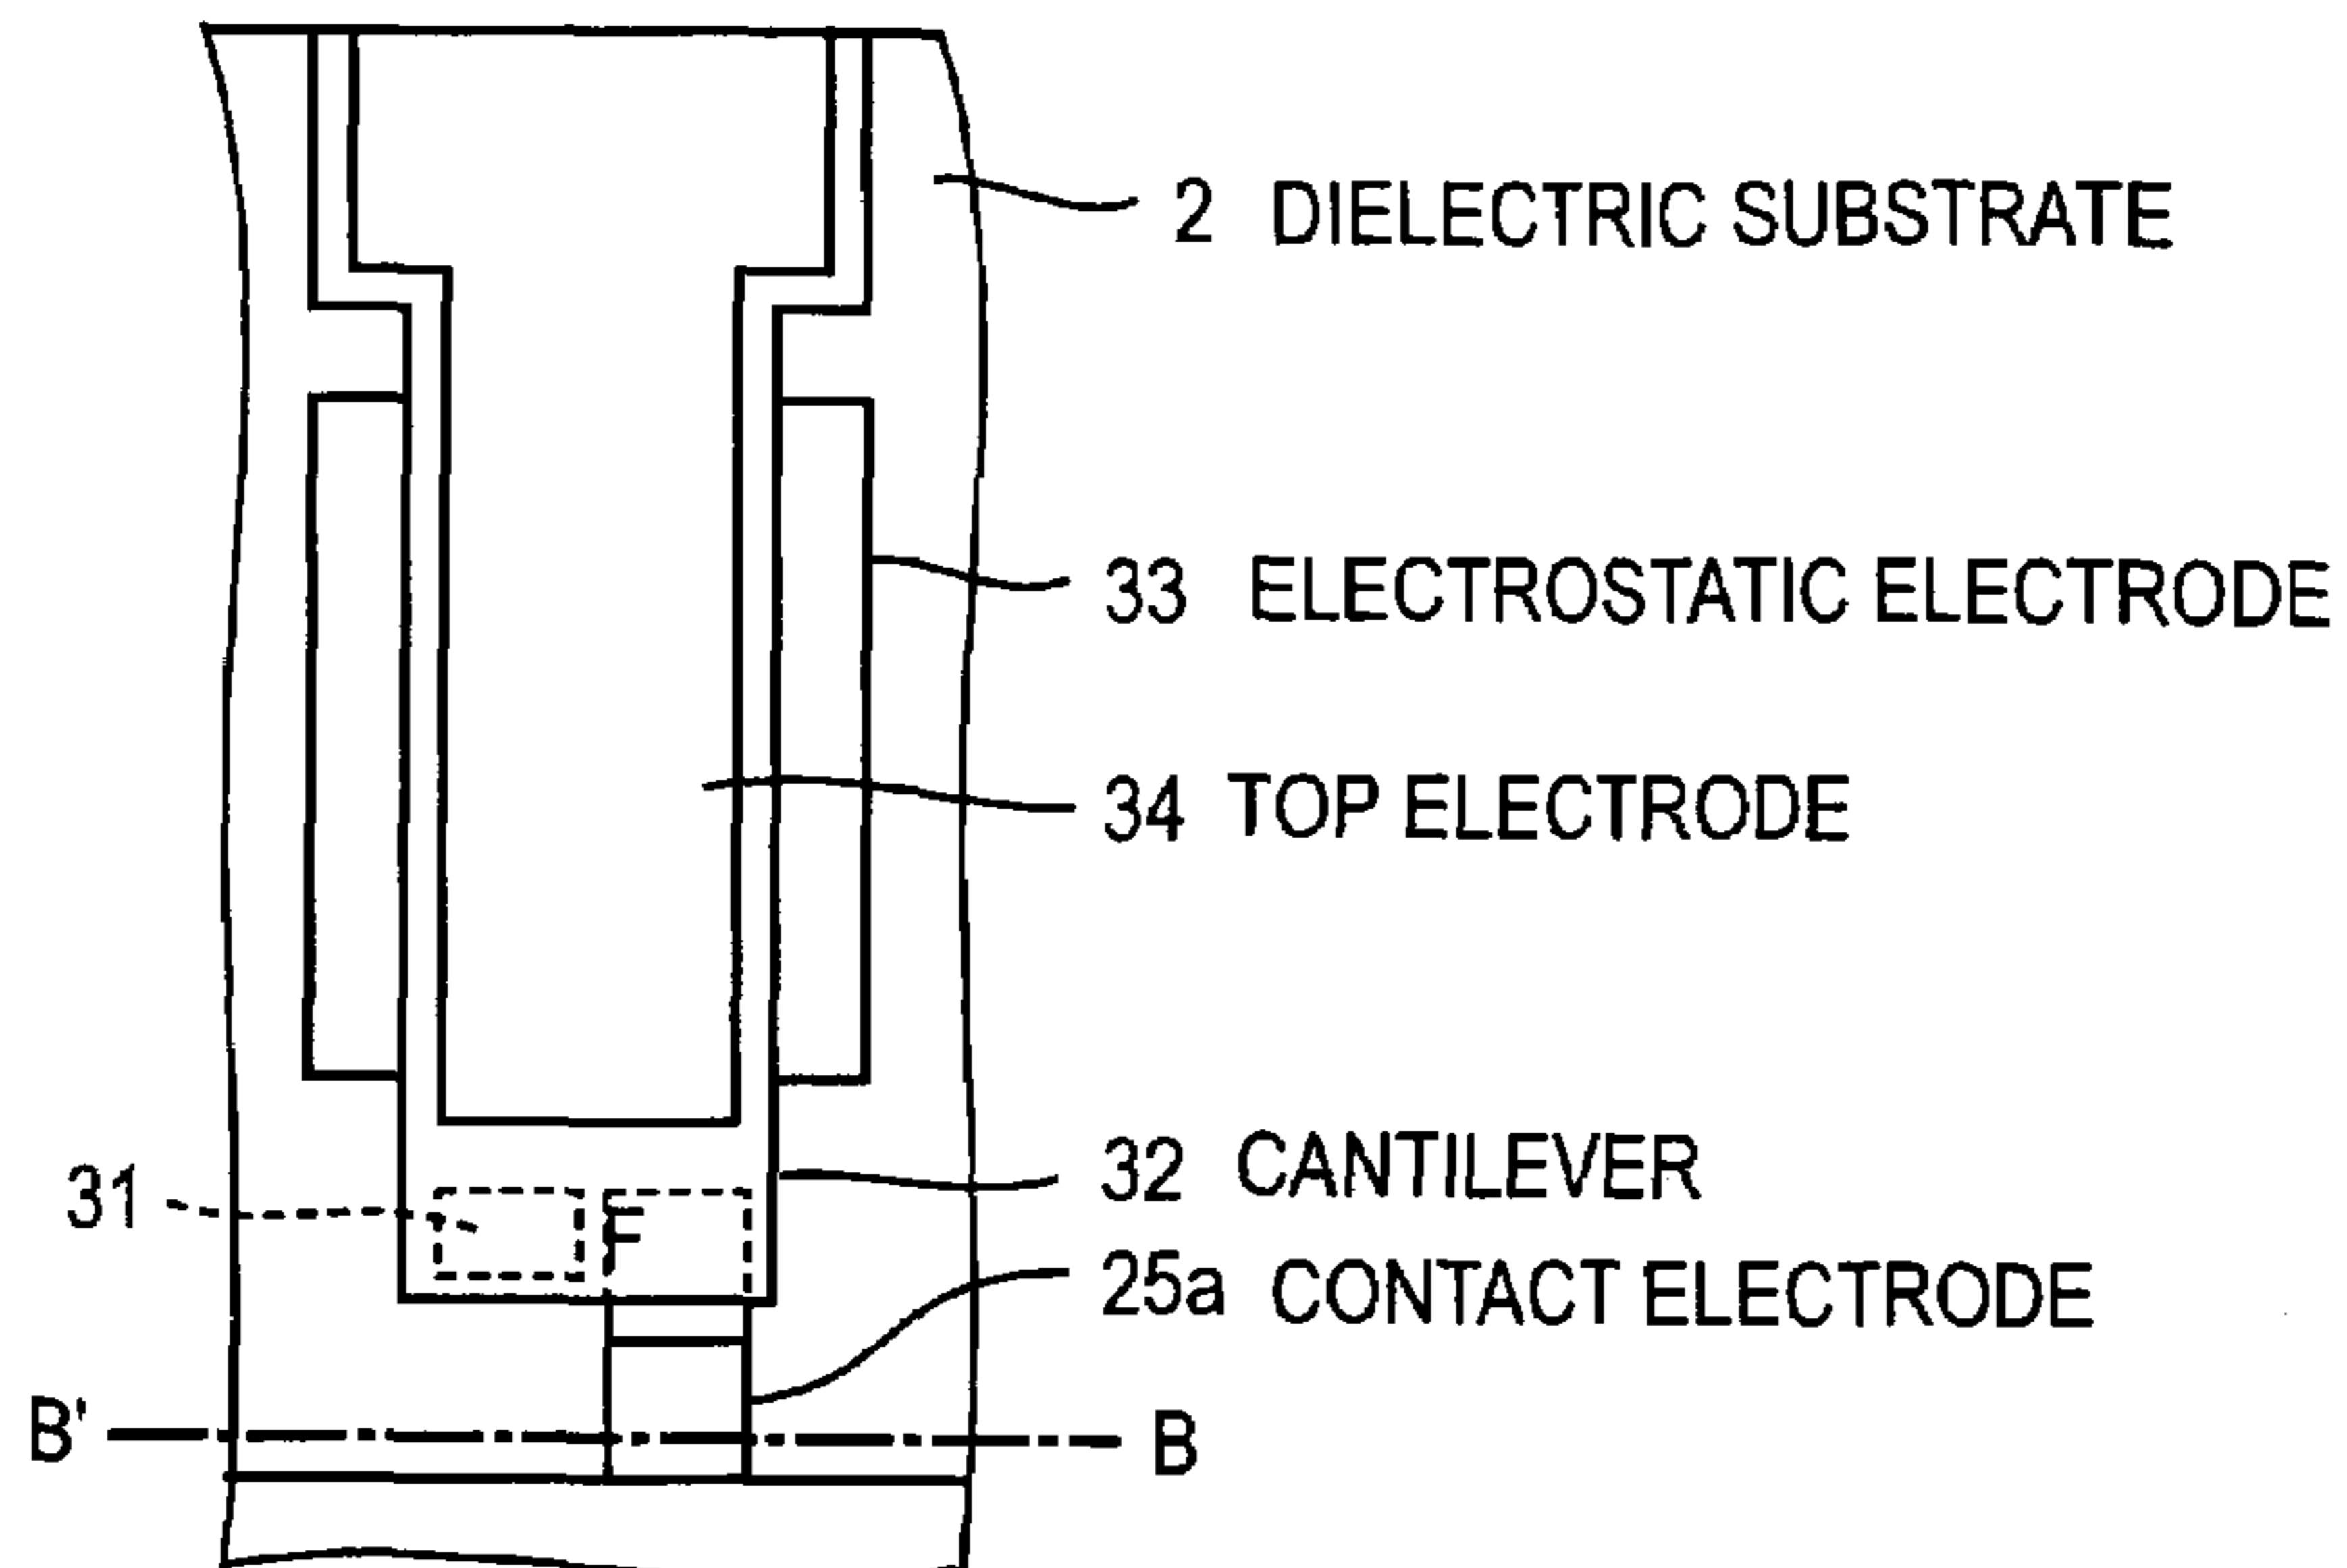 2 DIELECTRIC SUBSTRATE
33 ELECTROSTATIC ELECTRODE
34 TOP ELECTRODE
32 CANTILEVER
31
F
25a CONTACT ELECTRODE
B' B